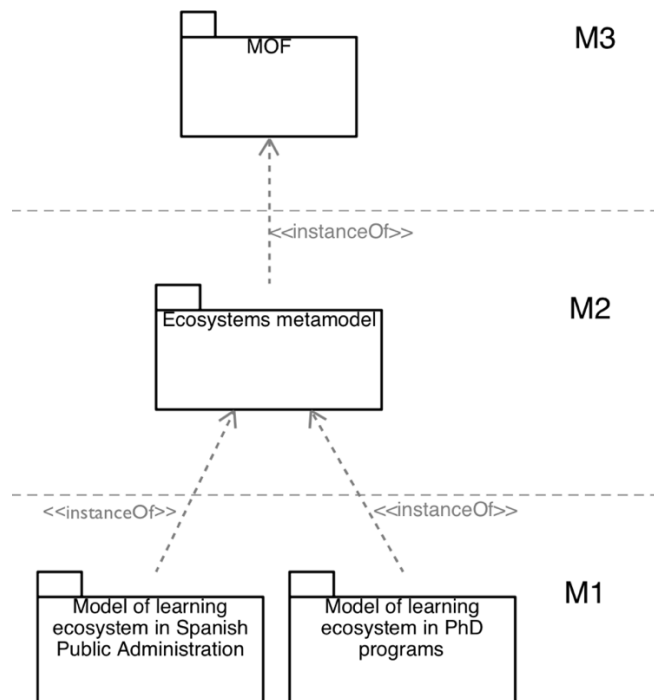 MOF
M3
<<instanceOf>>
Ecosystems metamodel
M2
<<instanceOf>>
<<instanceOf>>
Model of learning
ecosystem in Spanish
Public Administration
Model of learning
ecosystem in PhD
programs
M1